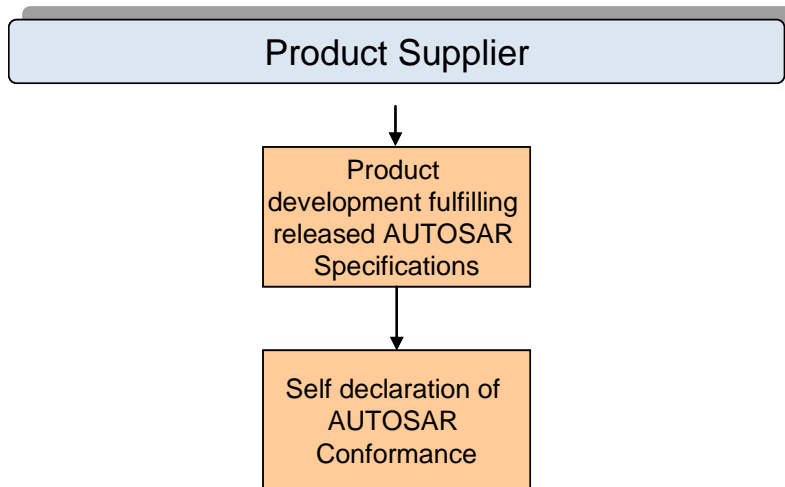 Product Supplier
Product
development fulfilling
released AUTOSAR
Specifications
Self declaration of
AUTOSAR
Conformance